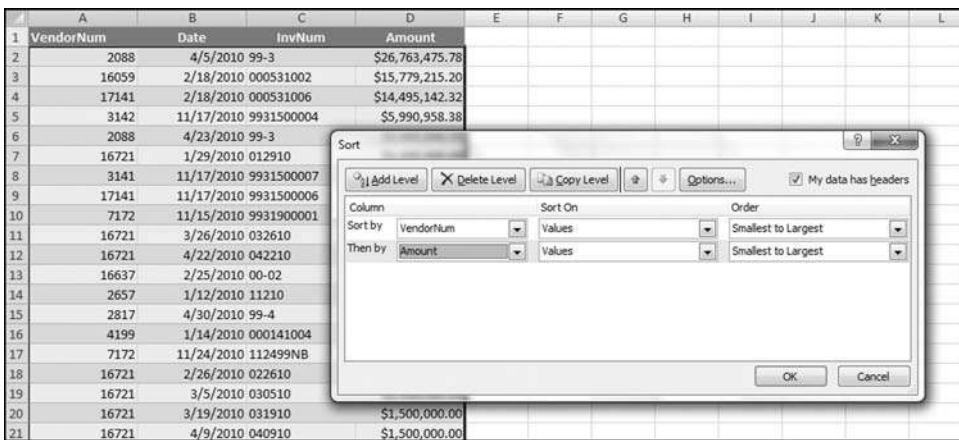 A B C D E F G H I J K L
1 VendorNum Date InvNum Amount
2 2088 4/5/2010 99-3 $26,763,475.78
3 16059 2/18/2010 000531002 $15,779,215.20
4 17141 2/18/2010 000531006 $14,495,142.32
5 3142 11/17/2010 9931500004 $5,990,958.38
6 2088 4/23/2010 99-3
7 16721 1/29/2010 012910
8 3141 11/17/2010 9931500007
9 17141 11/17/2010 9931500006
10 7172 11/15/2010 9931900001
11 16721 3/26/2010 032610
12 16721 4/22/2010 042210
13 16637 2/25/2010 00-02
14 2657 1/12/2010 11210
15 2817 4/30/2010 99-4
16 4199 1/14/2010 000141004
17 7172 11/24/2010 112499NB
18 16721 2/26/2010 022610
19 16721 3/5/2010 030510
20 16721 3/19/2010 031910 $1,500,000.00
21 16721 4/9/2010 040910 $1,500,000.00
Sort
Add Level Delete Level Copy Level Options... My data has headers
Column Sort On Order
Sort by VendorNum Values Smallest to Largest
Then by Amount Values Smallest to Largest
OK Cancel